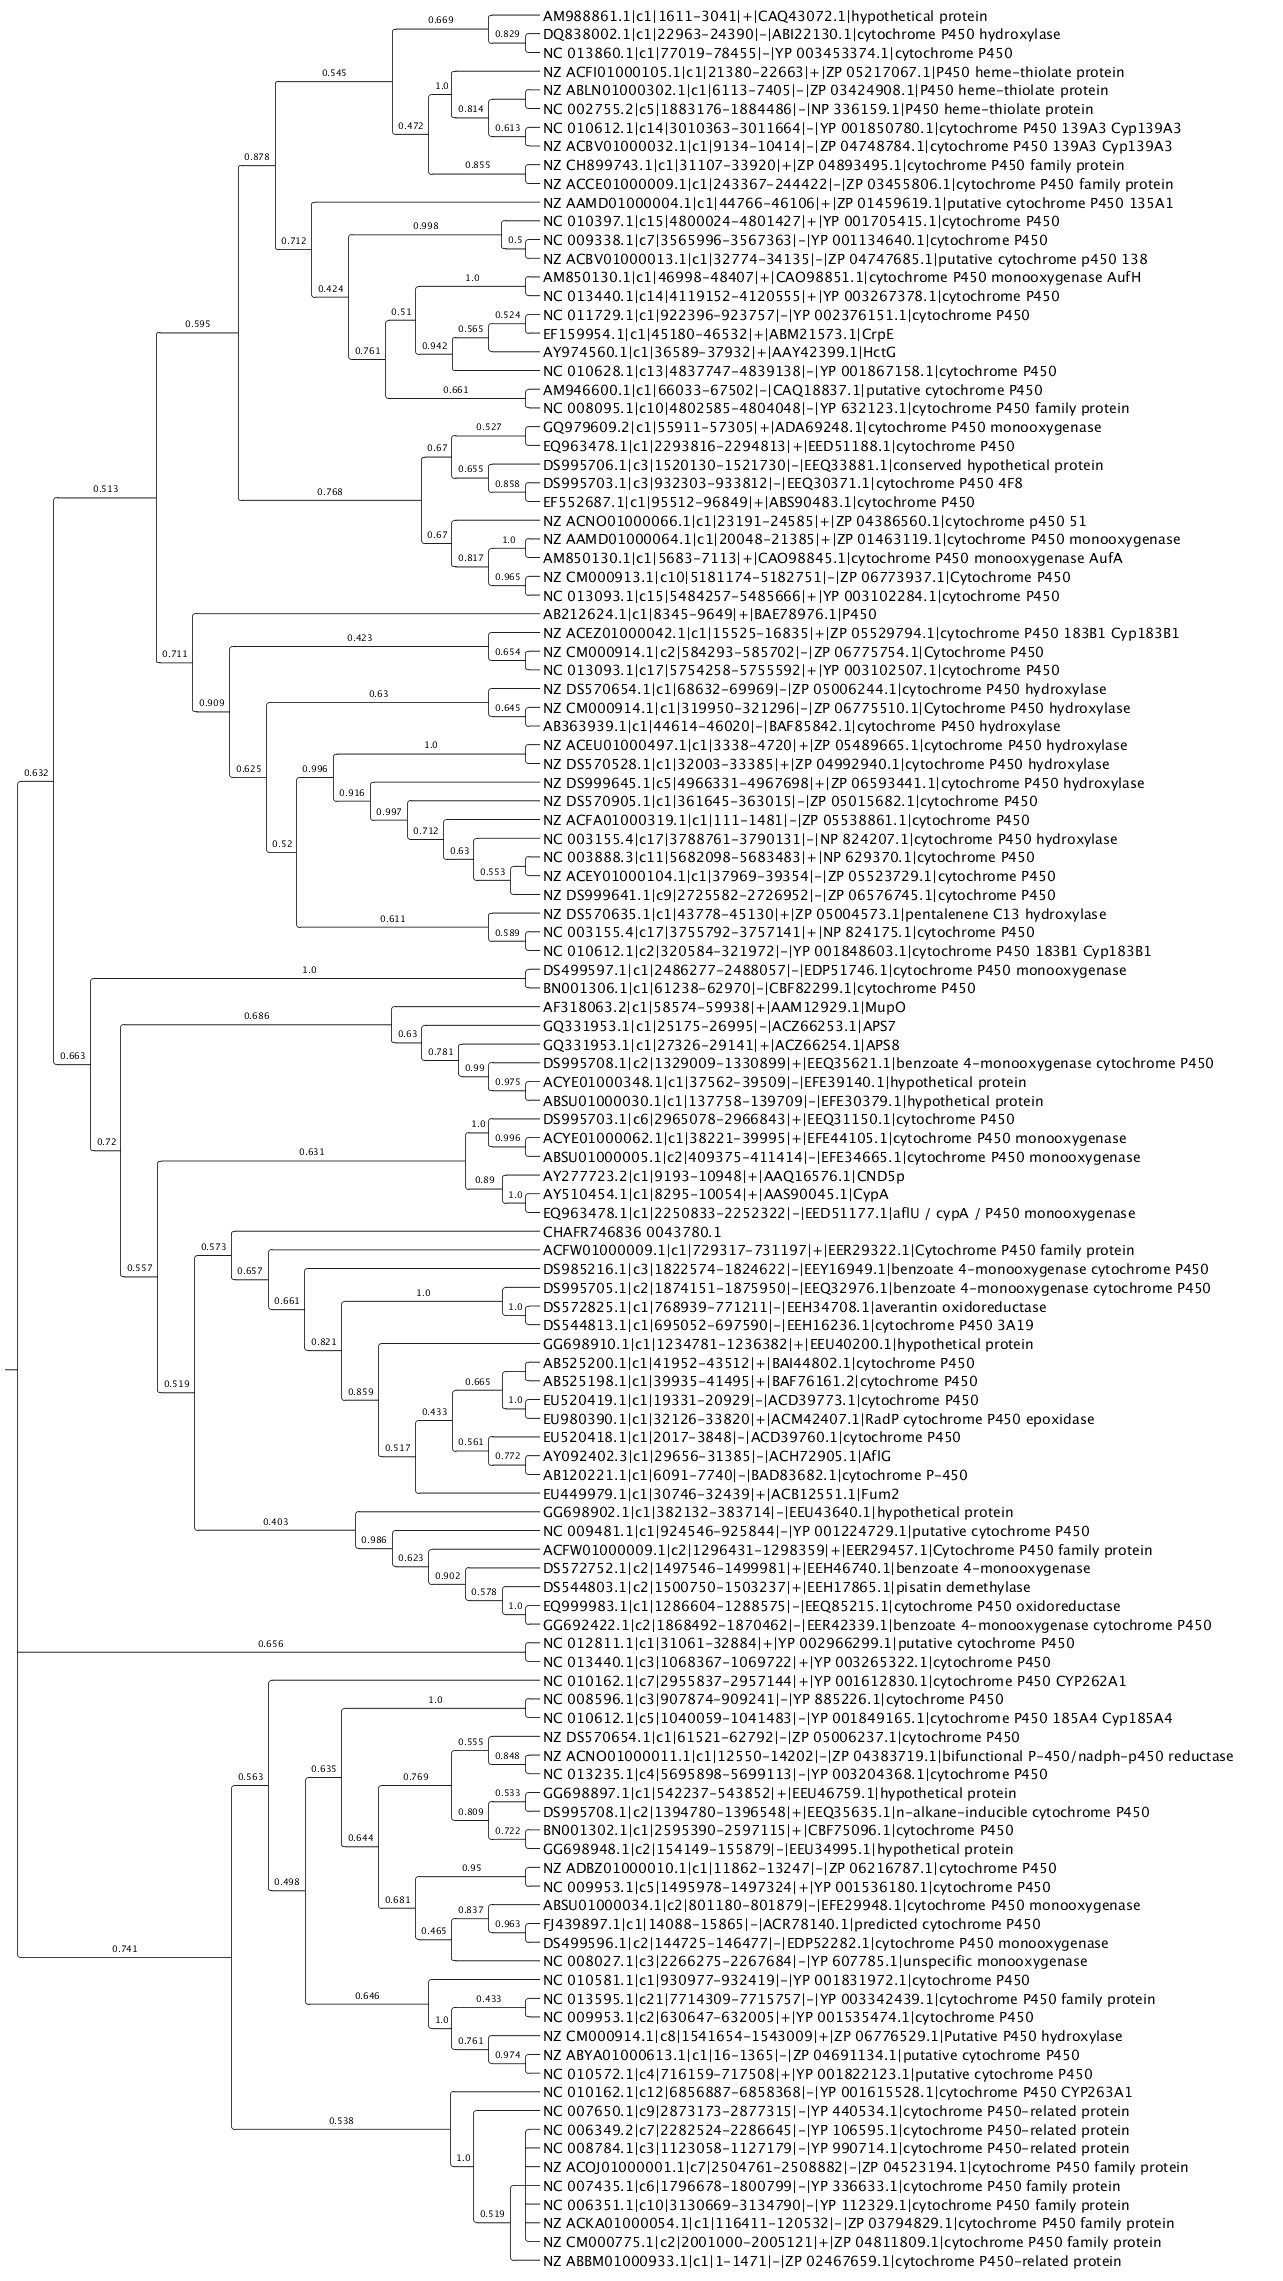 AM988861.1|c1|1611-3041|+|CAQ43072.1|hypothetical protein
0.669
DQ838002.1|c1|22963-24390|-|ABI22130.1|cytochrome P450 hydroxylase
0.829
NC 013860.1|c1|77019-78455|-|YP 003453374.1|cytochrome P450
0.545
NZ ACFI01000105.1|c1|21380-22663|+|ZP 05217067.1|P450 heme-thiolate protein
1.0
NZ ABLN01000302.1|c1|6113-7405|-|ZP 03424908.1|P450 heme-thiolate protein
0.814
NC 002755.2|c5|1883176-1884486|-|NP 336159.1|P450 heme-thiolate protein
0.472
0.613
NC 010612.1|c14|3010363-3011664|-|YP 001850780.1|cytochrome P450 139A3 Cyp139A3
NZ ACBV01000032.1|c1|9134-10414|-|ZP 04748784.1|cytochrome P450 139A3 Cyp139A3
0.878
0.855
NZ CH899743.1|c1|31107-33920|+|ZP 04893495.1|cytochrome P450 family protein
NZ ACCE01000009.1|c1|243367-244422|-|ZP 03455806.1|cytochrome P450 family protein
NZ AAMD01000004.1|c1|44766-46106|+|ZP 01459619.1|putative cytochrome P450 135A1
NC 010397.1|c15|4800024-4801427|+|YP 001705415.1|cytochrome P450
0.998
0.712
0.5
NC 009338.1|c7|3565996-3567363|-|YP 001134640.1|cytochrome P450
NZ ACBV01000013.1|c1|32774-34135|-|ZP 04747685.1|putative cytochrome p450 138
1.0
AM850130.1|c1|46998-48407|+|CAO98851.1|cytochrome P450 monooxygenase AufH
0.424
NC 013440.1|c14|4119152-4120555|+|YP 003267378.1|cytochrome P450
0.51
0.524
NC 011729.1|c1|922396-923757|-|YP 002376151.1|cytochrome P450
0.595
0.565
EF159954.1|c1|45180-46532|+|ABM21573.1|CrpE
0.761
0.942
AY974560.1|c1|36589-37932|+|AAY42399.1|HctG
NC 010628.1|c13|4837747-4839138|-|YP 001867158.1|cytochrome P450
0.661
AM946600.1|c1|66033-67502|-|CAQ18837.1|putative cytochrome P450
NC 008095.1|c10|4802585-4804048|-|YP 632123.1|cytochrome P450 family protein
0.527
GQ979609.2|c1|55911-57305|+|ADA69248.1|cytochrome P450 monooxygenase
0.67
EQ963478.1|c1|2293816-2294813|+|EED51188.1|cytochrome P450
0.655
DS995706.1|c3|1520130-1521730|-|EEQ33881.1|conserved hypothetical protein
0.858
DS995703.1|c3|932303-933812|-|EEQ30371.1|cytochrome P450 4F8
0.513
0.768
EF552687.1|c1|95512-96849|+|ABS90483.1|cytochrome P450
NZ ACNO01000066.1|c1|23191-24585|+|ZP 04386560.1|cytochrome p450 51
0.67
1.0
NZ AAMD01000064.1|c1|20048-21385|+|ZP 01463119.1|cytochrome P450 monooxygenase
0.817
AM850130.1|c1|5683-7113|+|CAO98845.1|cytochrome P450 monooxygenase AufA
0.965
NZ CM000913.1|c10|5181174-5182751|-|ZP 06773937.1|Cytochrome P450
NC 013093.1|c15|5484257-5485666|+|YP 003102284.1|cytochrome P450
AB212624.1|c1|8345-9649|+|BAE78976.1|P450
0.423
NZ ACEZ01000042.1|c1|15525-16835|+|ZP 05529794.1|cytochrome P450 183B1 Cyp183B1
0.711
0.654
NZ CM000914.1|c2|584293-585702|-|ZP 06775754.1|Cytochrome P450
NC 013093.1|c17|5754258-5755592|+|YP 003102507.1|cytochrome P450
0.63
NZ DS570654.1|c1|68632-69969|-|ZP 05006244.1|cytochrome P450 hydroxylase
0.909
0.645
NZ CM000914.1|c1|319950-321296|-|ZP 06775510.1|Cytochrome P450 hydroxylase
AB363939.1|c1|44614-46020|-|BAF85842.1|cytochrome P450 hydroxylase
1.0
NZ ACEU01000497.1|c1|3338-4720|+|ZP 05489665.1|cytochrome P450 hydroxylase
0.632
0.625
0.996
NZ DS570528.1|c1|32003-33385|+|ZP 04992940.1|cytochrome P450 hydroxylase
0.916
NZ DS999645.1|c5|4966331-4967698|+|ZP 06593441.1|cytochrome P450 hydroxylase
0.997
NZ DS570905.1|c1|361645-363015|-|ZP 05015682.1|cytochrome P450
0.712
NZ ACFA01000319.1|c1|111-1481|-|ZP 05538861.1|cytochrome P450
0.52
0.63
NC 003155.4|c17|3788761-3790131|-|NP 824207.1|cytochrome P450 hydroxylase
0.553
NC 003888.3|c11|5682098-5683483|+|NP 629370.1|cytochrome P450
NZ ACEY01000104.1|c1|37969-39354|-|ZP 05523729.1|cytochrome P450
NZ DS999641.1|c9|2725582-2726952|-|ZP 06576745.1|cytochrome P450
0.611
NZ DS570635.1|c1|43778-45130|+|ZP 05004573.1|pentalenene C13 hydroxylase
0.589
NC 003155.4|c17|3755792-3757141|+|NP 824175.1|cytochrome P450
NC 010612.1|c2|320584-321972|-|YP 001848603.1|cytochrome P450 183B1 Cyp183B1
1.0
DS499597.1|c1|2486277-2488057|-|EDP51746.1|cytochrome P450 monooxygenase
BN001306.1|c1|61238-62970|-|CBF82299.1|cytochrome P450
AF318063.2|c1|58574-59938|+|AAM12929.1|MupO
0.686
0.63
GQ331953.1|c1|25175-26995|-|ACZ66253.1|APS7
0.663
0.781
GQ331953.1|c1|27326-29141|+|ACZ66254.1|APS8
0.99
DS995708.1|c2|1329009-1330899|+|EEQ35621.1|benzoate 4-monooxygenase cytochrome P450
0.975
ACYE01000348.1|c1|37562-39509|-|EFE39140.1|hypothetical protein
ABSU01000030.1|c1|137758-139709|-|EFE30379.1|hypothetical protein
1.0
DS995703.1|c6|2965078-2966843|+|EEQ31150.1|cytochrome P450
0.72
0.996
ACYE01000062.1|c1|38221-39995|+|EFE44105.1|cytochrome P450 monooxygenase
0.631
ABSU01000005.1|c2|409375-411414|-|EFE34665.1|cytochrome P450 monooxygenase
0.89
AY277723.2|c1|9193-10948|+|AAQ16576.1|CND5p
1.0
AY510454.1|c1|8295-10054|+|AAS90045.1|CypA
EQ963478.1|c1|2250833-2252322|-|EED51177.1|aflU / cypA / P450 monooxygenase
CHAFR746836 0043780.1
0.573
ACFW01000009.1|c1|729317-731197|+|EER29322.1|Cytochrome P450 family protein
0.557
0.657
DS985216.1|c3|1822574-1824622|-|EEY16949.1|benzoate 4-monooxygenase cytochrome P450
0.661
1.0
DS995705.1|c2|1874151-1875950|-|EEQ32976.1|benzoate 4-monooxygenase cytochrome P450
1.0
DS572825.1|c1|768939-771211|-|EEH34708.1|averantin oxidoreductase
DS544813.1|c1|695052-697590|-|EEH16236.1|cytochrome P450 3A19
0.821
GG698910.1|c1|1234781-1236382|+|EEU40200.1|hypothetical protein
AB525200.1|c1|41952-43512|+|BAI44802.1|cytochrome P450
0.519
0.665
AB525198.1|c1|39935-41495|+|BAF76161.2|cytochrome P450
0.859
1.0
EU520419.1|c1|19331-20929|-|ACD39773.1|cytochrome P450
0.433
EU980390.1|c1|32126-33820|+|ACM42407.1|RadP cytochrome P450 epoxidase
EU520418.1|c1|2017-3848|-|ACD39760.1|cytochrome P450
0.517
0.561
0.772
AY092402.3|c1|29656-31385|-|ACH72905.1|AflG
AB120221.1|c1|6091-7740|-|BAD83682.1|cytochrome P-450
EU449979.1|c1|30746-32439|+|ACB12551.1|Fum2
GG698902.1|c1|382132-383714|-|EEU43640.1|hypothetical protein
0.403
NC 009481.1|c1|924546-925844|-|YP 001224729.1|putative cytochrome P450
0.986
ACFW01000009.1|c2|1296431-1298359|+|EER29457.1|Cytochrome P450 family protein
0.623
DS572752.1|c2|1497546-1499981|+|EEH46740.1|benzoate 4-monooxygenase
0.902
DS544803.1|c2|1500750-1503237|+|EEH17865.1|pisatin demethylase
0.578
1.0
EQ999983.1|c1|1286604-1288575|-|EEQ85215.1|cytochrome P450 oxidoreductase
GG692422.1|c2|1868492-1870462|-|EER42339.1|benzoate 4-monooxygenase cytochrome P450
0.656
NC 012811.1|c1|31061-32884|+|YP 002966299.1|putative cytochrome P450
NC 013440.1|c3|1068367-1069722|+|YP 003265322.1|cytochrome P450
NC 010162.1|c7|2955837-2957144|+|YP 001612830.1|cytochrome P450 CYP262A1
1.0
NC 008596.1|c3|907874-909241|-|YP 885226.1|cytochrome P450
NC 010612.1|c5|1040059-1041483|-|YP 001849165.1|cytochrome P450 185A4 Cyp185A4
0.555
NZ DS570654.1|c1|61521-62792|-|ZP 05006237.1|cytochrome P450
0.848
NZ ACNO01000011.1|c1|12550-14202|-|ZP 04383719.1|bifunctional P-450/nadph-p450 reductase
0.563
0.635
0.769
NC 013235.1|c4|5695898-5699113|-|YP 003204368.1|cytochrome P450
0.533
GG698897.1|c1|542237-543852|+|EEU46759.1|hypothetical protein
0.809
DS995708.1|c2|1394780-1396548|+|EEQ35635.1|n-alkane-inducible cytochrome P450
0.644
0.722
BN001302.1|c1|2595390-2597115|+|CBF75096.1|cytochrome P450
GG698948.1|c2|154149-155879|-|EEU34995.1|hypothetical protein
0.95
NZ ADBZ01000010.1|c1|11862-13247|-|ZP 06216787.1|cytochrome P450
0.498
NC 009953.1|c5|1495978-1497324|+|YP 001536180.1|cytochrome P450
0.681
0.837
ABSU01000034.1|c2|801180-801879|-|EFE29948.1|cytochrome P450 monooxygenase
0.465
0.963
FJ439897.1|c1|14088-15865|-|ACR78140.1|predicted cytochrome P450
0.741
DS499596.1|c2|144725-146477|-|EDP52282.1|cytochrome P450 monooxygenase
NC 008027.1|c3|2266275-2267684|-|YP 607785.1|unspecific monooxygenase
NC 010581.1|c1|930977-932419|-|YP 001831972.1|cytochrome P450
0.646
0.433
NC 013595.1|c21|7714309-7715757|-|YP 003342439.1|cytochrome P450 family protein
1.0
NC 009953.1|c2|630647-632005|+|YP 001535474.1|cytochrome P450
0.761
NZ CM000914.1|c8|1541654-1543009|+|ZP 06776529.1|Putative P450 hydroxylase
0.974
NZ ABYA01000613.1|c1|16-1365|-|ZP 04691134.1|putative cytochrome P450
NC 010572.1|c4|716159-717508|+|YP 001822123.1|putative cytochrome P450
NC 010162.1|c12|6856887-6858368|-|YP 001615528.1|cytochrome P450 CYP263A1
0.538
NC 007650.1|c9|2873173-2877315|-|YP 440534.1|cytochrome P450-related protein
NC 006349.2|c7|2282524-2286645|-|YP 106595.1|cytochrome P450-related protein
1.0
NC 008784.1|c3|1123058-1127179|-|YP 990714.1|cytochrome P450-related protein
NZ ACOJ01000001.1|c7|2504761-2508882|-|ZP 04523194.1|cytochrome P450 family protein
NC 007435.1|c6|1796678-1800799|-|YP 336633.1|cytochrome P450 family protein
NC 006351.1|c10|3130669-3134790|-|YP 112329.1|cytochrome P450 family protein
0.519
NZ ACKA01000054.1|c1|116411-120532|-|ZP 03794829.1|cytochrome P450 family protein
NZ CM000775.1|c2|2001000-2005121|+|ZP 04811809.1|cytochrome P450 family protein
NZ ABBM01000933.1|c1|1-1471|-|ZP 02467659.1|cytochrome P450-related protein